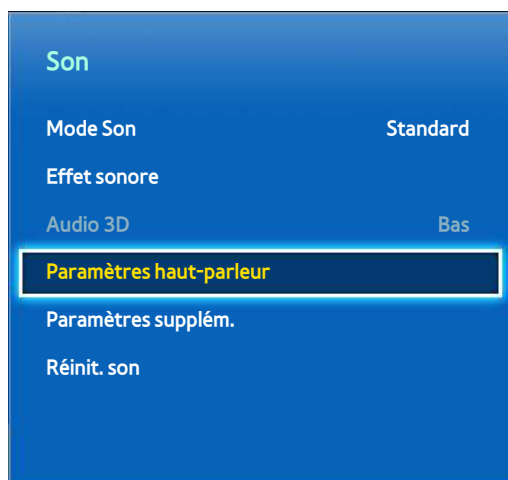 Son
Mode Son Standard
Effet sonore
Audio 3D Bas
Paramètres haut-parleur
Paramètres supplém.
Réinit. son